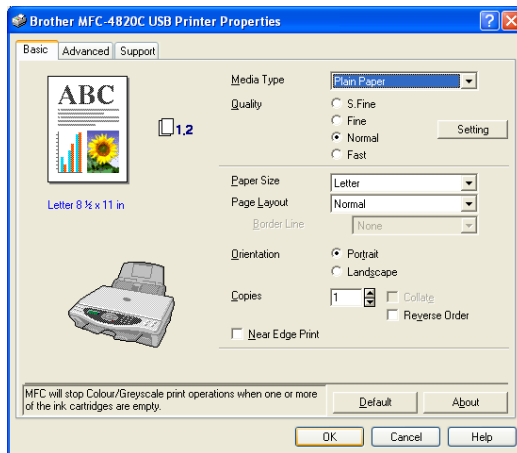 Brother MFC-4820C USB Printer Properties
Basic Advanced Support
ABC
1,2
Letter 8 ½ x 11 in
Media Type Plain Paper
Quality S.Fine
Fine
Normal Setting
Fast
Paper Size Letter
Page Layout Normal
Border Line None
Orientation Portrait
Landscape
Copies 1 Collate
Reverse Order
Near Edge Print
MFC will stop Colour/Greyscale print operations when one or more
of the ink cartridges are empty.
Default About
OK Cancel Help